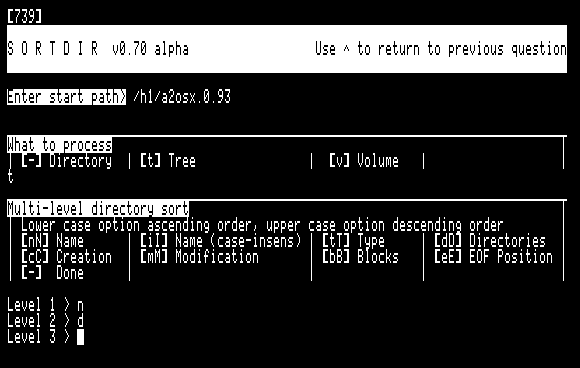 [739]
S O R T D I R v0.70 alpha Use ^ to return to previous question
Enter start path> /h1/a2osx.0.93
What to process
[-] Directory | [t] Tree | [v] Volume |
t
Multi-level directory sort
Lower case option ascending order, upper case option descending order
[nN] Name | [iI] Name (case-insens) | [tT] Type | [dD] Directories
[cC] Creation | [mM] Modification | [bB] Blocks | [eE] EOF Position
[-] Done
Level 1 > n
Level 2 > d
Level 3 >